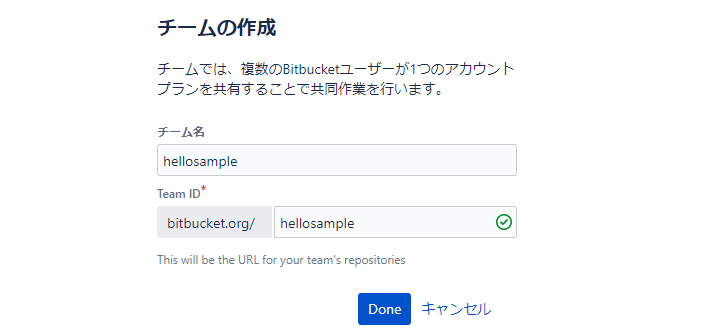 チームの作成
チームでは、複数のBitbucketユーザーが1つのアカウント
プランを共有することで共同作業を行います。
チーム名
hellosample
Team ID*
bitbucket.org/ hellosample
This will be the URL for your team's repositories
Done キャンセル